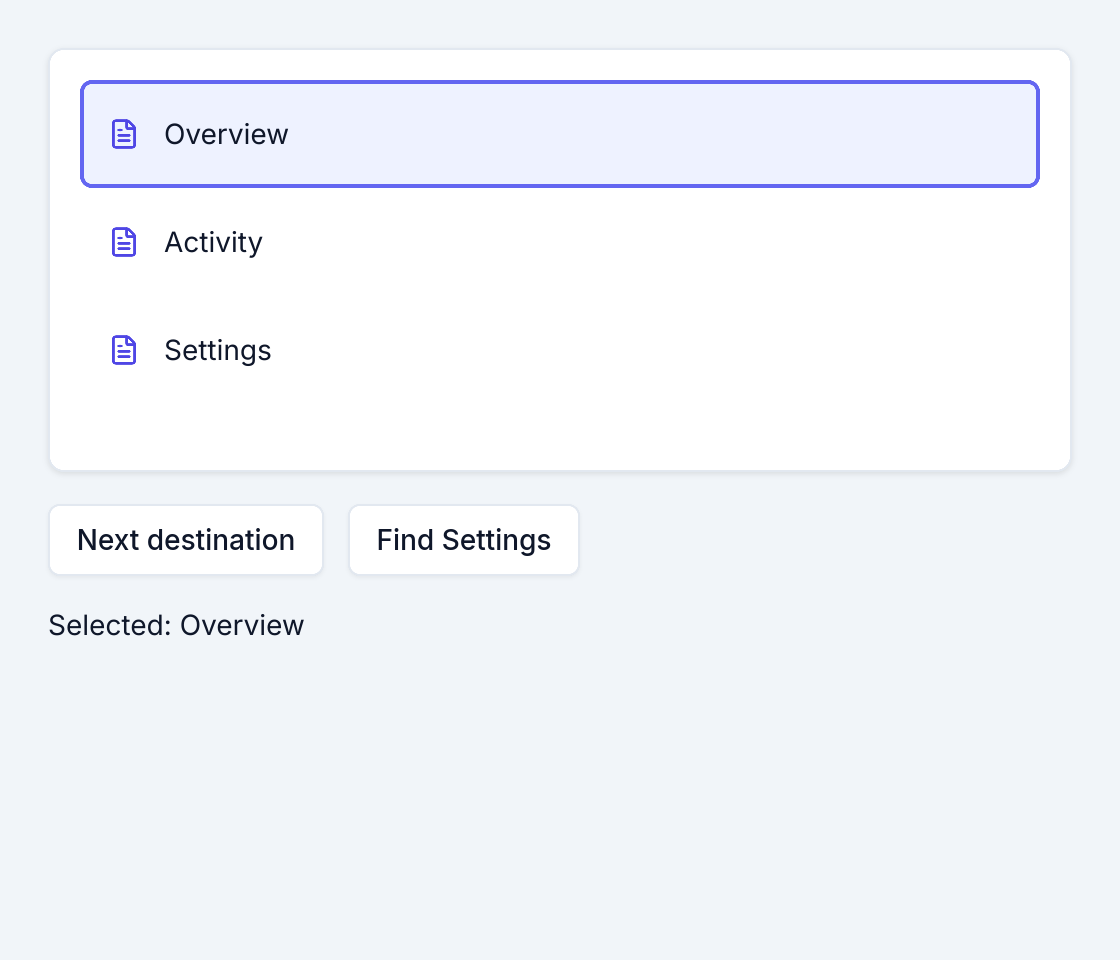 Overview
Activity
Settings
Next destination Find Settings
Selected: Overview